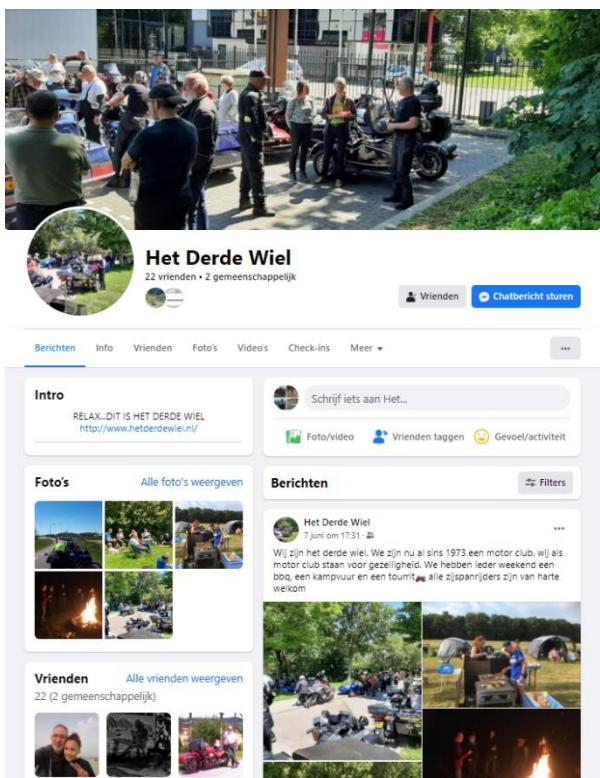 Het Derde Wiel
22 vrienden • 2 gemeenschappelijk
Vrienden
Chatbericht sturen
Berichten
Info
Vrienden
Foto's
Video's
Check-ins
Meer
Intro
RELAX...DIT IS HET DERDE WIEL
http://www.hetderdewiel.nl/
Schrijf iets aan Het...
Foto/video
Vrienden taggen
Gevoel/activiteit
Foto's
Alle foto's weergeven
Berichten
Filters
Het Derde Wiel
7 juni om 17:31 ·
Wij zijn het derde wiel. We zijn nu al sins 1973 een motor club. wij als
motor club staan voor gezelligheid. We hebben ieder weekend een
bbq, een kampvuur en een tourrit, alle zijspanrijders zijn van harte
welkom
Vrienden
Alle vrienden weergeven
22 (2 gemeenschappelijk)